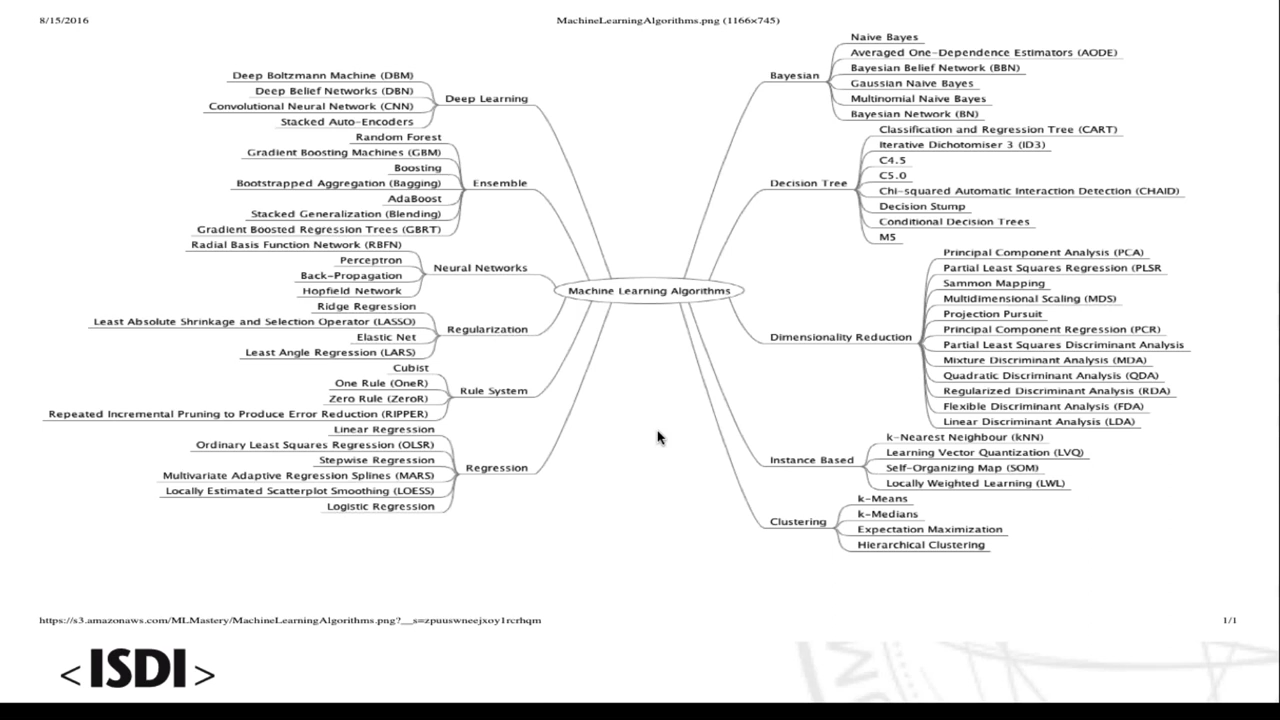 8/15/2016
MachineLearningAlgorithms.png (1166×745)
Deep Boltzmann Machine (DBM)
Deep Belief Networks (DBN)
Convolutional Neural Network (CNN)
Stacked Auto-Encoders
Deep Learning
Random Forest
Gradient Boosting Machines (GBM)
Boosting
Bootstrapped Aggregation (Bagging)
AdaBoost
Stacked Generalization (Blending)
Gradient Boosted Regression Trees (GBRT)
Ensemble
Radial Basis Function Network (RBFN)
Perceptron
Back-Propagation
Hopfield Network
Neural Networks
Ridge Regression
Least Absolute Shrinkage and Selection Operator (LASSO)
Elastic Net
Least Angle Regression (LARS)
Regularization
Cubist
One Rule (OneR)
Zero Rule (ZeroR)
Repeated Incremental Pruning to Produce Error Reduction (RIPPER)
Rule System
Linear Regression
Ordinary Least Squares Regression (OLSR)
Stepwise Regression
Multivariate Adaptive Regression Splines (MARS)
Locally Estimated Scatterplot Smoothing (LOESS)
Logistic Regression
Regression
Machine Learning Algorithms
Bayesian
Naive Bayes
Averaged One-Dependence Estimators (AODE)
Bayesian Belief Network (BBN)
Gaussian Naive Bayes
Multinomial Naive Bayes
Bayesian Network (BN)
Decision Tree
Classification and Regression Tree (CART)
Iterative Dichotomiser 3 (ID3)
C4.5
C5.0
Chi-squared Automatic Interaction Detection (CHAID)
Decision Stump
Conditional Decision Trees
M5
Dimensionality Reduction
Principal Component Analysis (PCA)
Partial Least Squares Regression (PLSR
Sammon Mapping
Multidimensional Scaling (MDS)
Projection Pursuit
Principal Component Regression (PCR)
Partial Least Squares Discriminant Analysis
Mixture Discriminant Analysis (MDA)
Quadratic Discriminant Analysis (QDA)
Regularized Discriminant Analysis (RDA)
Flexible Discriminant Analysis (FDA)
Linear Discriminant Analysis (LDA)
Instance Based
k-Nearest Neighbour (kNN)
Learning Vector Quantization (LVQ)
Self-Organizing Map (SOM)
Locally Weighted Learning (LWL)
Clustering
k-Means
k-Medians
Expectation Maximization
Hierarchical Clustering
https://s3.amazonaws.com/MLMastery/MachineLearningAlgorithms.png?__s=zpuuswneejxoy1rcrhqm
1/1
<ISDI>